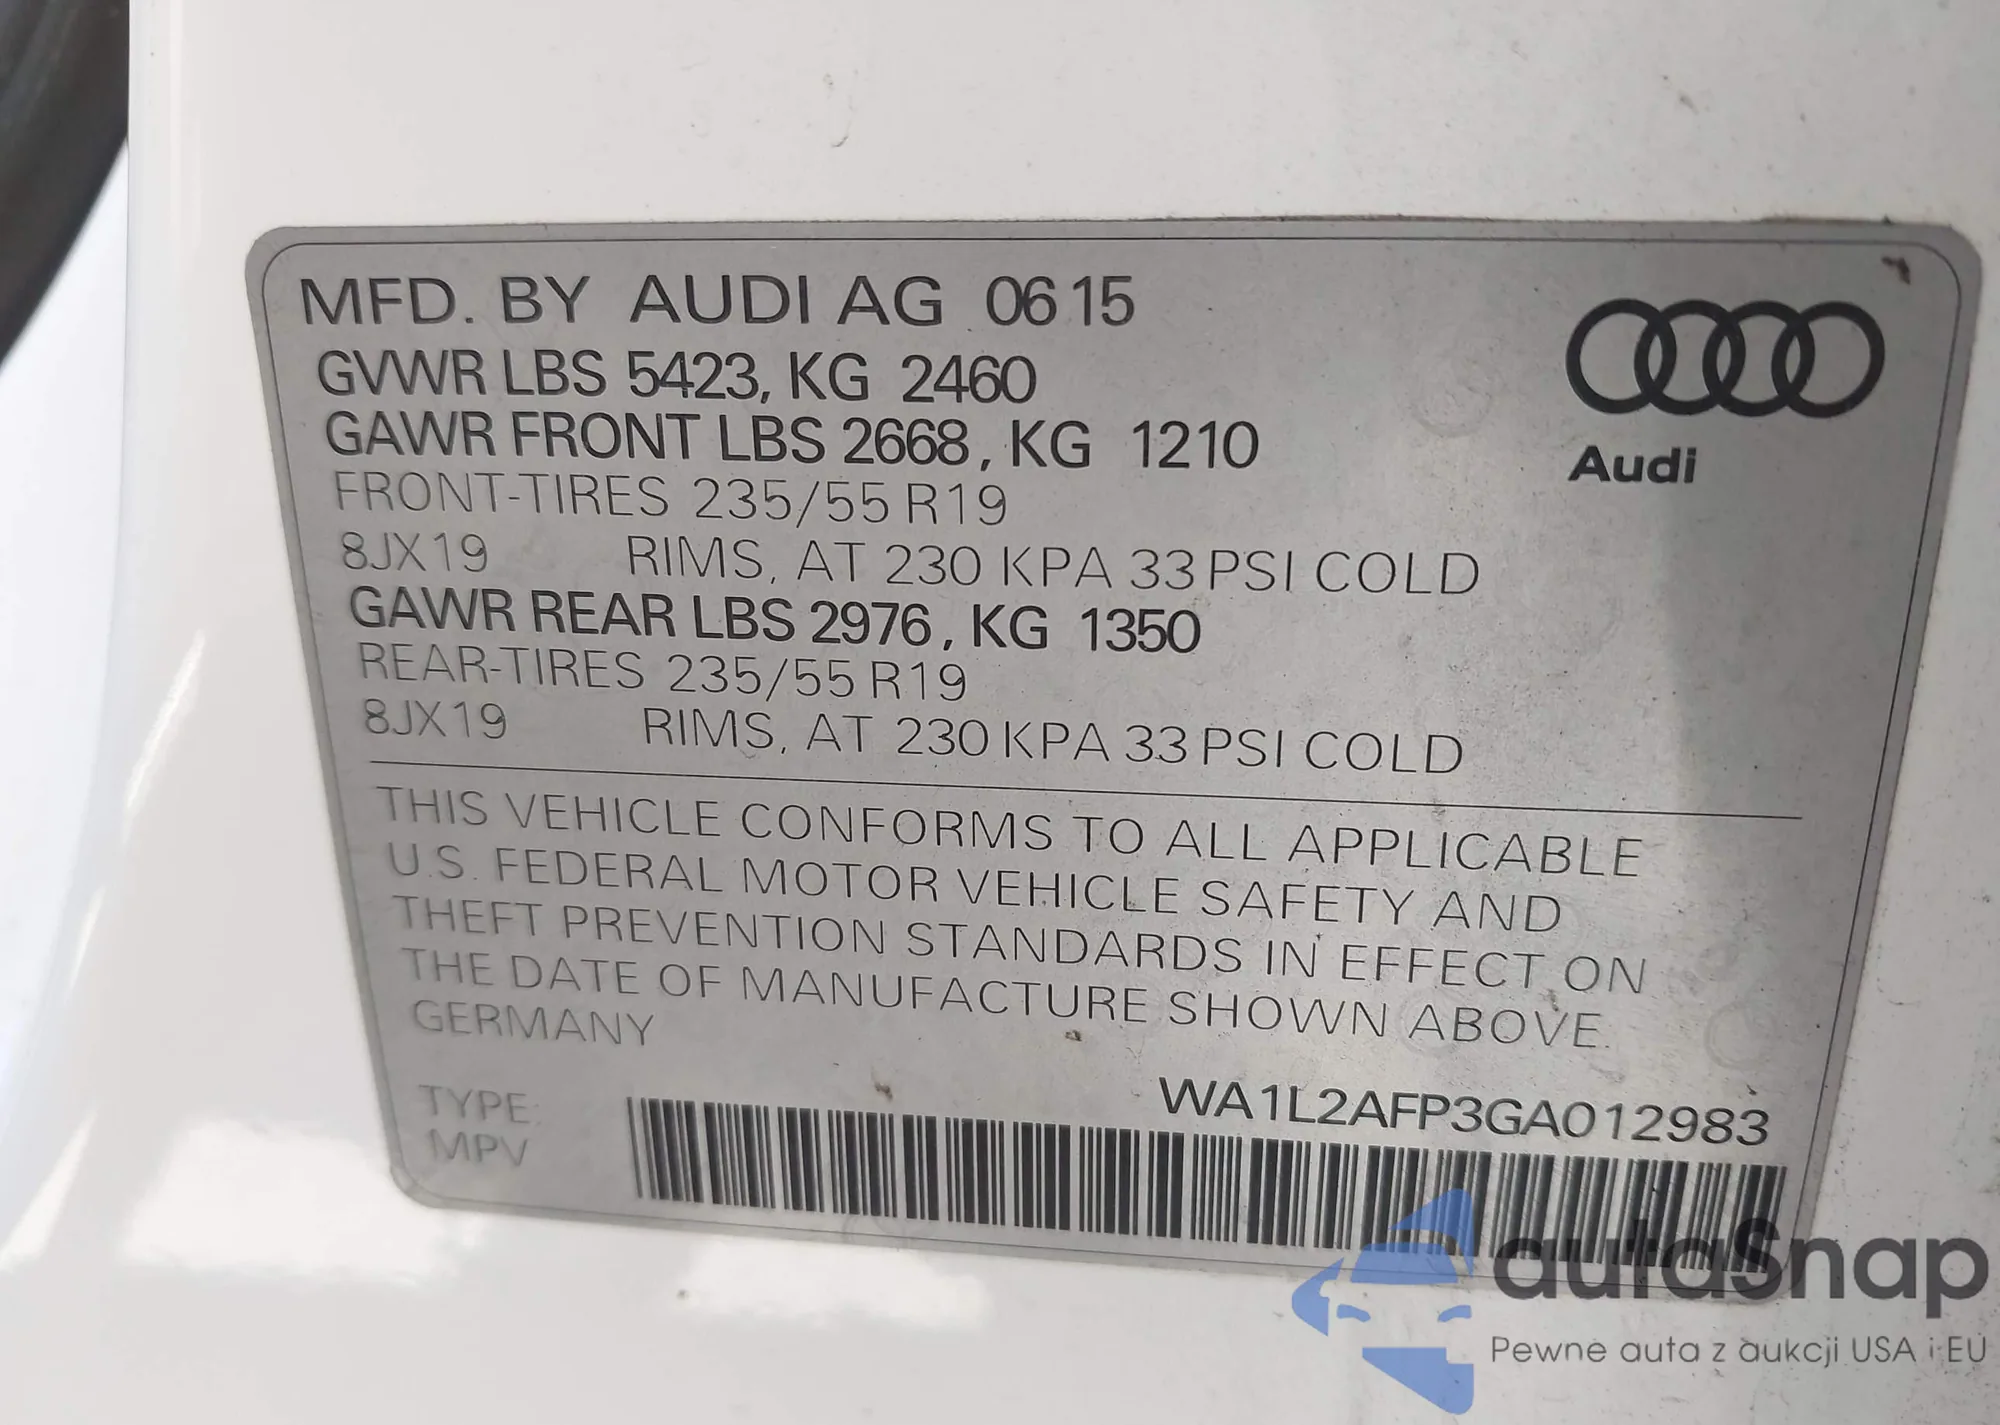 MFD. BY AUDI AG 06 15
GVWR LBS 5423, KG 2460
GAWR FRONT LBS 2668, KG 1210
FRONT-TIRES 235/55 R19
8JX19 RIMS, AT 230 KPA 33 PSI COLD
GAWR REAR LBS 2976, KG 1350
REAR-TIRES 235/55 R19
8JX19 RIMS, AT 230 KPA 33 PSI COLD
Audi
THIS VEHICLE CONFORMS TO ALL APPLICABLE
U.S. FEDERAL MOTOR VEHICLE SAFETY AND
THEFT PREVENTION STANDARDS IN EFFECT ON
THE DATE OF MANUFACTURE SHOWN ABOVE.
GERMANY
WA1L2AFP3GA012983
TYPE:
MPV
autaSnap
Pewne auta z aukcji USA i EU